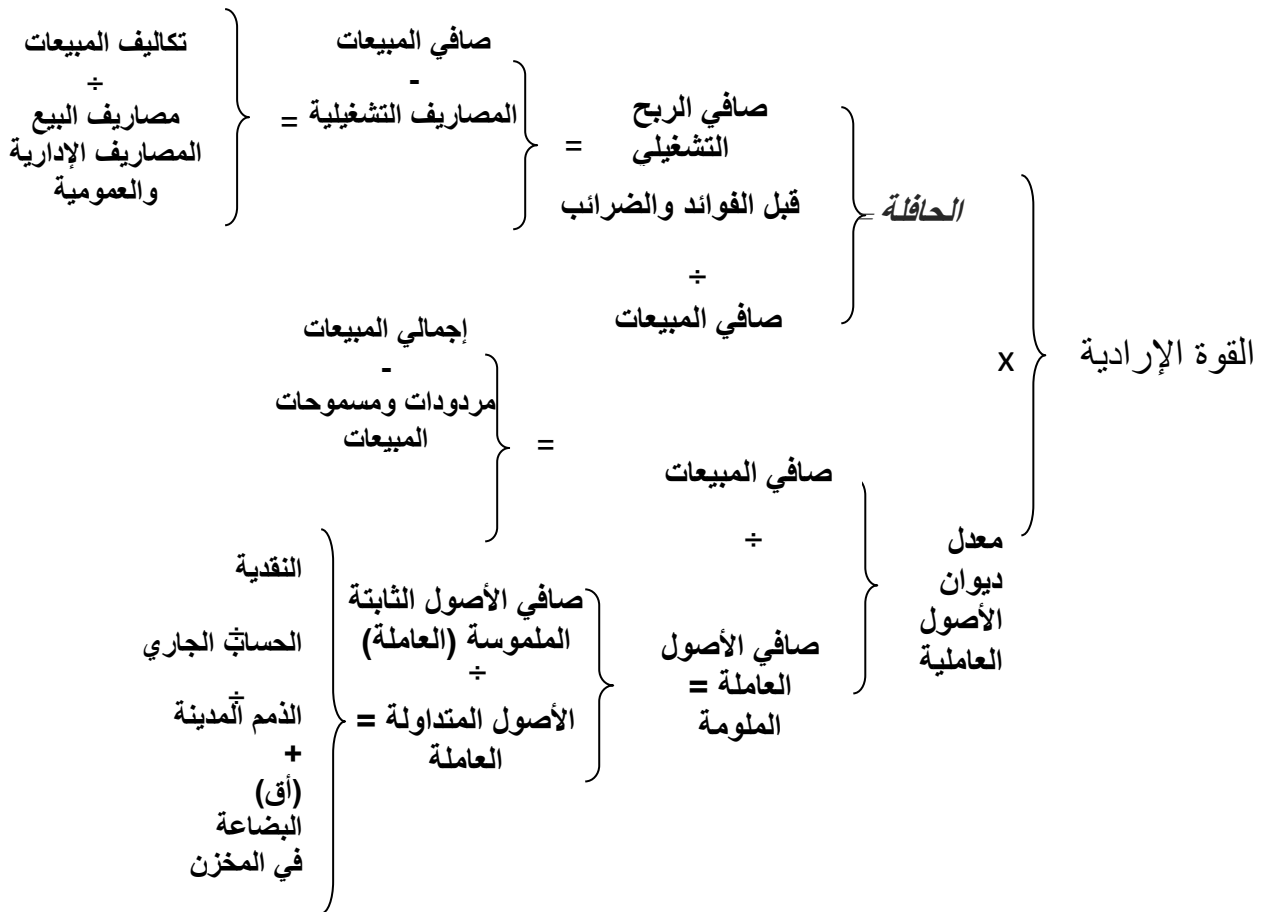 تكاليف المبيعات
÷
مصاريف البيع
المصاريف الإدارية
والعمومية
=
صافي المبيعات
-
المصاريف التشغيلية
=
صافي الربح
التشغيلي
قبل الفوائد والضرائب
÷
صافي المبيعات
الحافلة =
القوة الإرادية
x
إجمالي المبيعات
-
مردودات ومسموحات
المبيعات
=
صافي المبيعات
÷
صافي الأصول
العاملة =
الملومة
معدل
ديوان
الأصول
العاملية
صافي الأصول الثابتة
الملموسة (العاملة)
÷
الأصول المتداولة =
العاملة
النقدية
÷
الحساب الجاري
÷
الذمم المدينة
+
(أق)
البضاعة
في المخزن